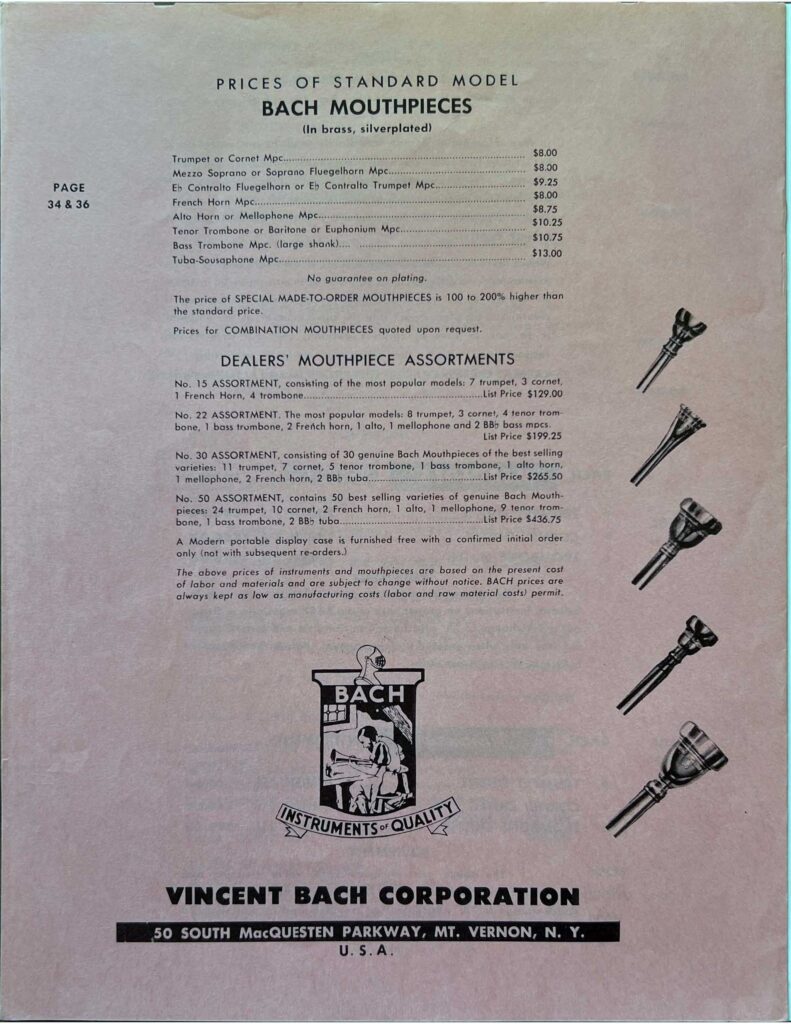 PRICES OF STANDARD MODEL
BACH MOUTHPIECES
(In brass, silverplated)
PAGE
34 & 36
Trumpet or Cornet Mpc. $8.00
Mezzo Soprano or Soprano Fluegelhorn Mpc. $8.00
E♭ Contralto Fluegelhorn or E♭ Contralto Trumpet Mpc. $9.25
French Horn Mpc. $8.00
Alto Horn or Mellophone Mpc. $8.75
Tenor Trombone or Baritone or Euphonium Mpc. $10.25
Bass Trombone Mpc. (large shank) $10.75
Tuba-Sousaphone Mpc. $13.00
No guarantee on plating.
The price of SPECIAL MADE-TO-ORDER MOUTHPIECES is 100 to 200% higher than
the standard price.
Prices for COMBINATION MOUTHPIECES quoted upon request.
DEALERS' MOUTHPIECE ASSORTMENTS
No. 15 ASSORTMENT, consisting of the most popular models: 7 trumpet, 3 cornet,
1 French Horn, 4 trombone. List Price $129.00
No. 22 ASSORTMENT. The most popular models: 8 trumpet, 3 cornet, 4 tenor trom-
bone, 1 bass trombone, 2 French horn, 1 alto, 1 mellophone and 2 BB♭ bass mpcs.
List Price $199.25
No. 30 ASSORTMENT, consisting of 30 genuine Bach Mouthpieces of the best selling
varieties: 11 trumpet, 7 cornet, 5 tenor trombone, 1 bass trombone, 1 alto horn,
1 mellophone, 2 French horn, 2 BB♭ tuba. List Price $265.50
No. 50 ASSORTMENT, contains 50 best selling varieties of genuine Bach Mouth-
pieces: 24 trumpet, 10 cornet, 2 French horn, 1 alto, 1 mellophone, 9 tenor trom-
bone, 1 bass trombone, 2 BB♭ tuba. List Price $436.75
A Modern portable display case is furnished free with a confirmed initial order
only (not with subsequent re-orders.)
The above prices of instruments and mouthpieces are based on the present cost
of labor and materials and are subject to change without notice. BACH prices are
always kept as low as manufacturing costs (labor and raw material costs) permit.
BACH
INSTRUMENTS OF QUALITY
VINCENT BACH CORPORATION
50 SOUTH MacQUESTEN PARKWAY, MT. VERNON, N. Y.
U. S. A.